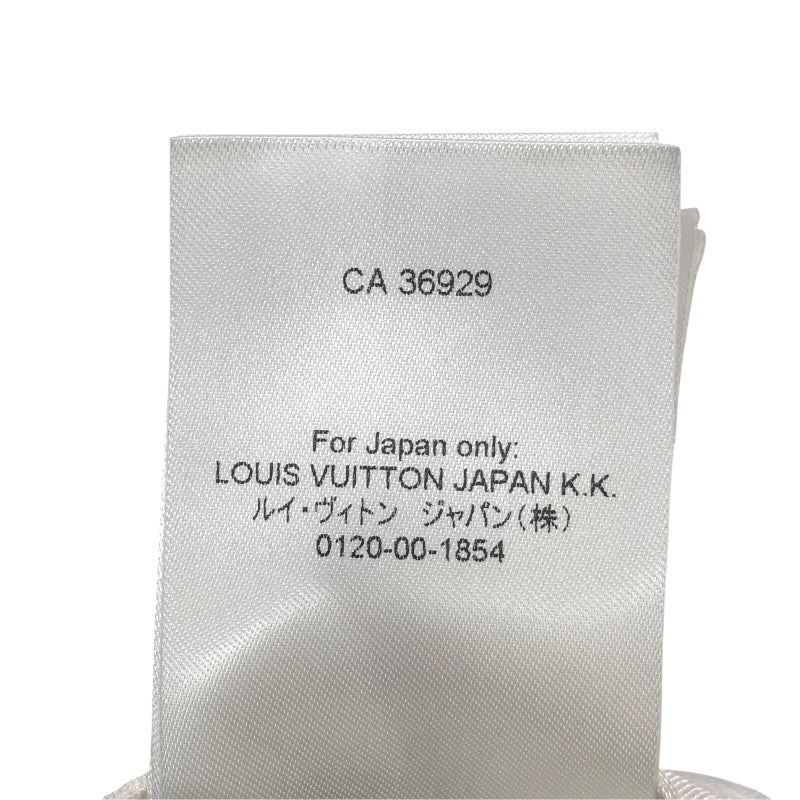 CA 36929
For Japan only:
LOUIS VUITTON JAPAN K.K.
ルイ・ヴィトン　ジャパン(株)
0120-00-1854